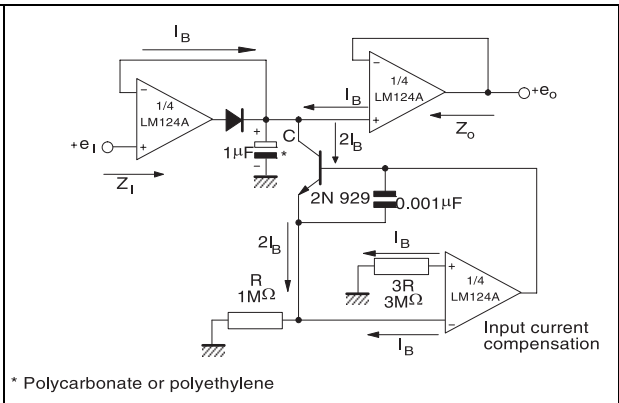 I_B
1/4
LM124A
+e_I
Z_I
+
1μF
*
−
C
I_B
2I_B
1/4
LM124A
+e_o
Z_o
2N 929
0.001μF
2I_B
R
1MΩ
I_B
3R
3MΩ
1/4
LM124A
I_B
Input current
compensation
* Polycarbonate or polyethylene